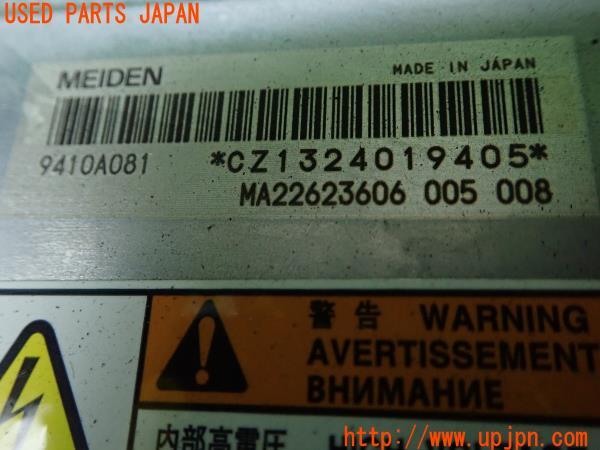 USED PARTS JAPAN
MEIDEN MADE IN JAPAN
9410A081 *CZ1324019405*
MA22623606 005 008
警告 WARNING
AVERTISSEMENT
ВНИМАНИЕ
内部高電圧
http://www.upjpn.com